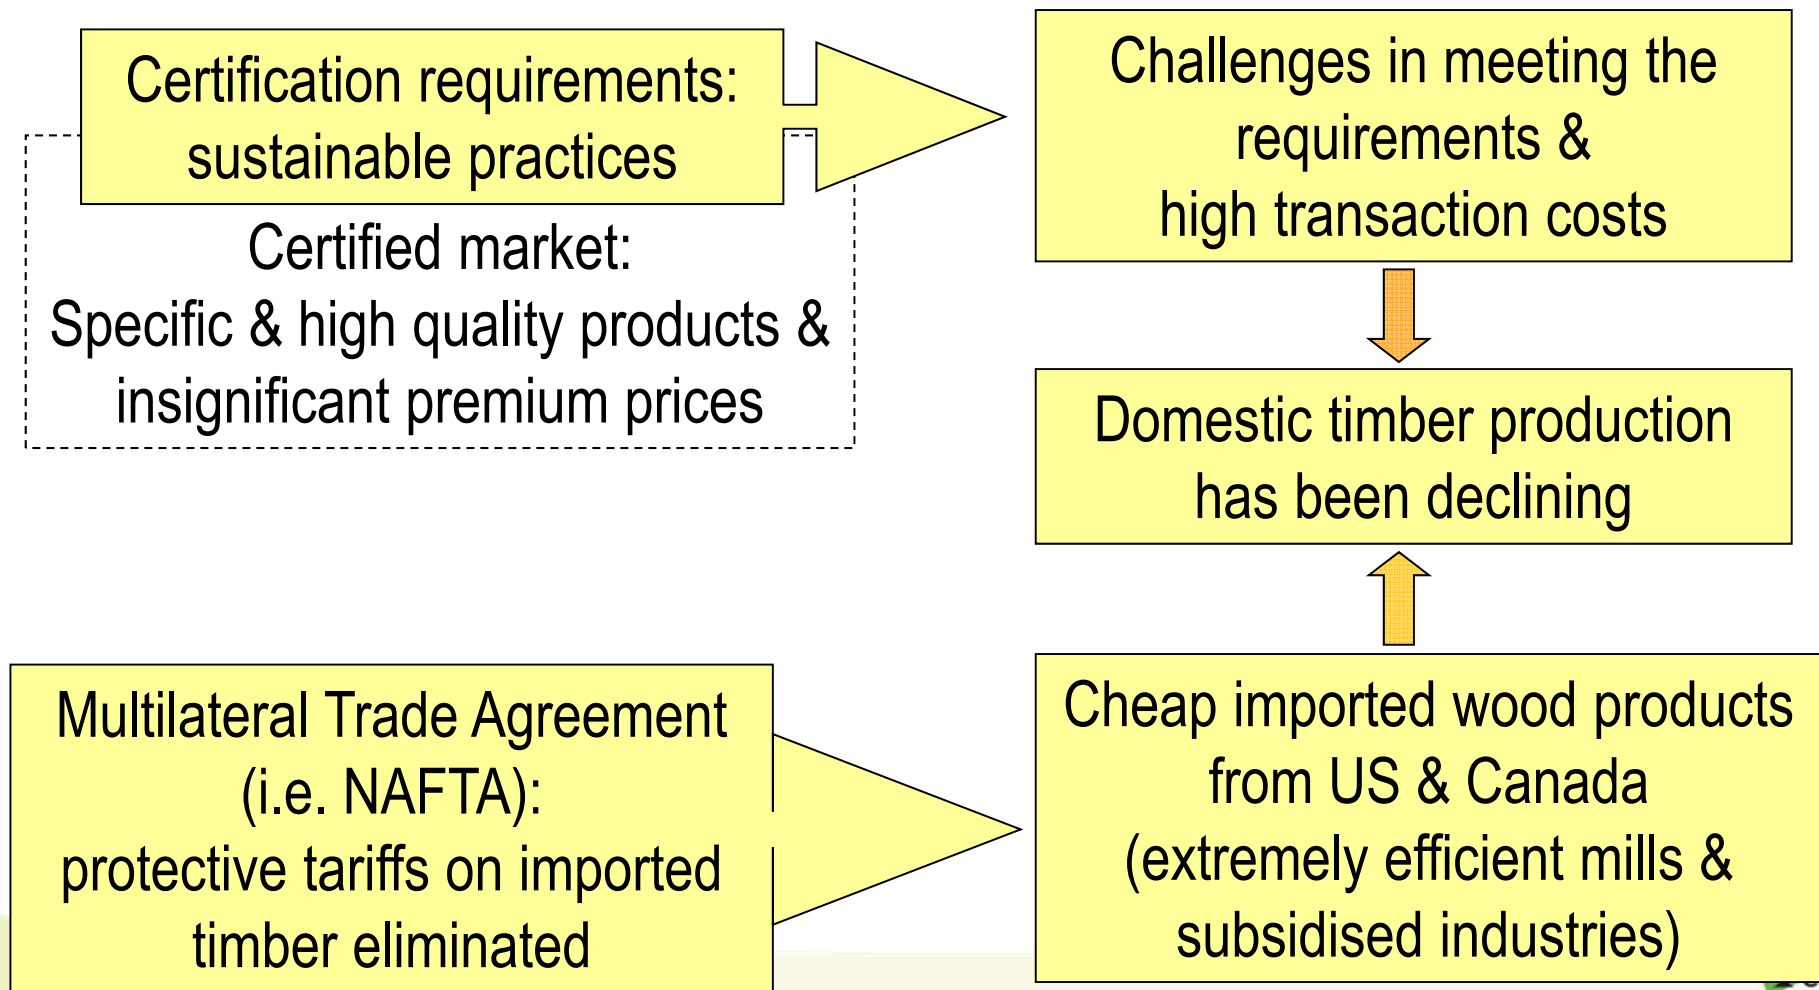 Certification requirements:
sustainable practices
Certified market:
Specific & high quality products &
insignificant premium prices
Challenges in meeting the
requirements &
high transaction costs
Domestic timber production
has been declining
Multilateral Trade Agreement
(i.e. NAFTA):
protective tariffs on imported
timber eliminated
Cheap imported wood products
from US & Canada
(extremely efficient mills &
subsidised industries)